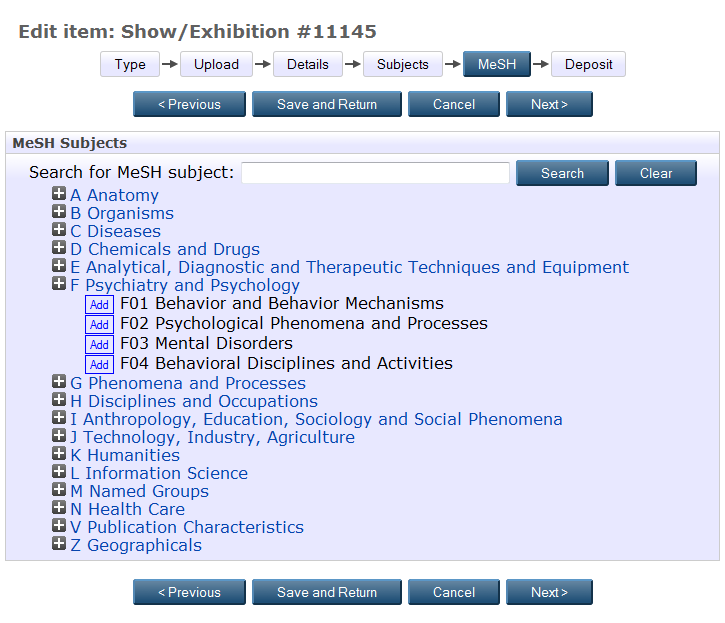 Edit item: Show/Exhibition #11145
Type Upload Details Subjects MeSH Deposit
< Previous Save and Return Cancel Next >
MeSH Subjects
Search for MeSH subject: Search Clear
A Anatomy
B Organisms
C Diseases
D Chemicals and Drugs
E Analytical, Diagnostic and Therapeutic Techniques and Equipment
F Psychiatry and Psychology
Add F01 Behavior and Behavior Mechanisms
Add F02 Psychological Phenomena and Processes
Add F03 Mental Disorders
Add F04 Behavioral Disciplines and Activities
G Phenomena and Processes
H Disciplines and Occupations
I Anthropology, Education, Sociology and Social Phenomena
J Technology, Industry, Agriculture
K Humanities
L Information Science
M Named Groups
N Health Care
V Publication Characteristics
Z Geographicals
< Previous Save and Return Cancel Next >